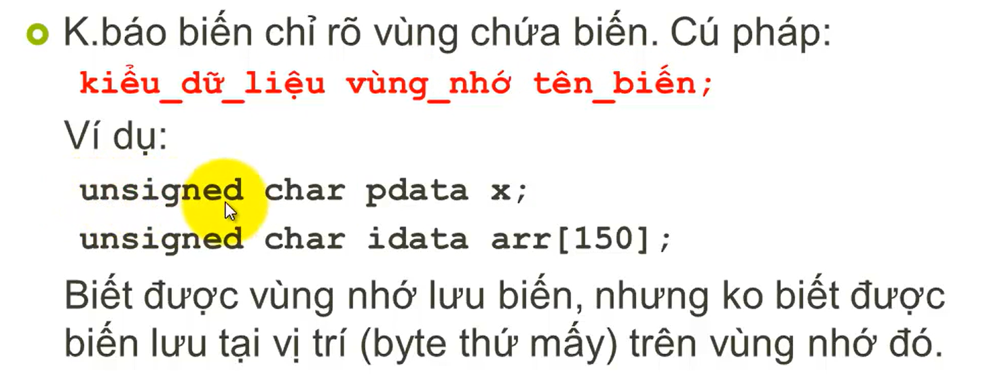 K.báo biến chỉ rõ vùng chứa biến. Cú pháp:
kiểu_dữ_liệu vùng_nhớ tên_biến;
Ví dụ:
unsigned char pdata x;
unsigned char idata arr[150];
Biết được vùng nhớ lưu biến, nhưng ko biết được
biến lưu tại vị trí (byte thứ mấy) trên vùng nhớ đó.